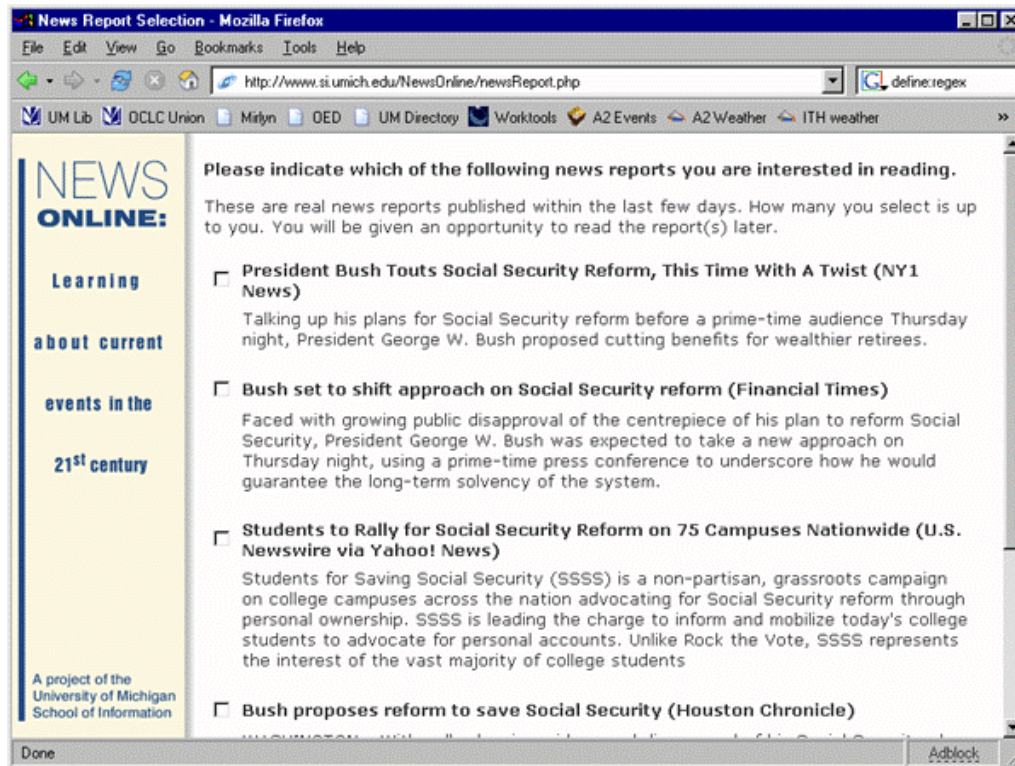 News Report Selection - Mozilla Firefox
File Edit View Go Bookmarks Tools Help
http://www.si.umich.edu/NewsOnline/newsReport.php
define:regex
UM Lib OCLC Union Mirlyn OED UM Directory Worktools A2 Events A2 Weather ITH weather »
NEWS
ONLINE:
Learning
about current
events in the
21st century
A project of the
University of Michigan
School of Information
Please indicate which of the following news reports you are interested in reading.
These are real news reports published within the last few days. How many you select is up
to you. You will be given an opportunity to read the report(s) later.
President Bush Touts Social Security Reform, This Time With A Twist (NY1
News)
Talking up his plans for Social Security reform before a prime-time audience Thursday
night, President George W. Bush proposed cutting benefits for wealthier retirees.
Bush set to shift approach on Social Security reform (Financial Times)
Faced with growing public disapproval of the centrepiece of his plan to reform Social
Security, President George W. Bush was expected to take a new approach on
Thursday night, using a prime-time press conference to underscore how he would
guarantee the long-term solvency of the system.
Students to Rally for Social Security Reform on 75 Campuses Nationwide (U.S.
Newswire via Yahoo! News)
Students for Saving Social Security (SSSS) is a non-partisan, grassroots campaign
on college campuses across the nation advocating for Social Security reform through
personal ownership. SSSS is leading the charge to inform and mobilize today's college
students to advocate for personal accounts. Unlike Rock the Vote, SSSS represents
the interest of the vast majority of college students
Bush proposes reform to save Social Security (Houston Chronicle)
Done
Adblock